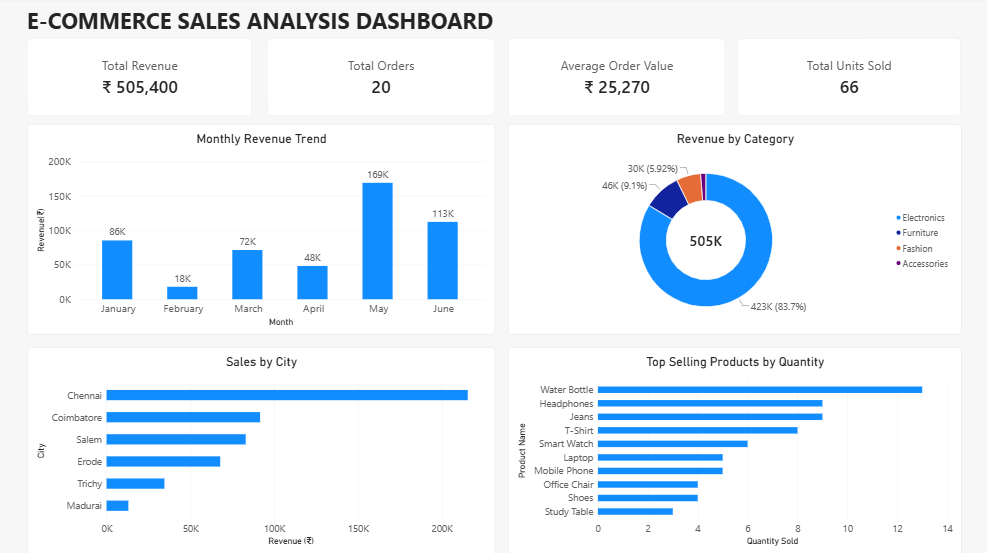 E-COMMERCE SALES ANALYSIS DASHBOARD
Total Revenue
₹ 505,400
Total Orders
20
Average Order Value
₹ 25,270
Total Units Sold
66
Monthly Revenue Trend
Revenue(₹)
200K
150K
100K
50K
0K
86K
18K
72K
48K
169K
113K
January
February
March
April
May
June
Month
Revenue by Category
30K (5.92%)
46K (9.1%)
505K
423K (83.7%)
Electronics
Furniture
Fashion
Accessories
Sales by City
City
Chennai
Coimbatore
Salem
Erode
Trichy
Madurai
0K
50K
100K
150K
200K
Revenue (₹)
Top Selling Products by Quantity
Product Name
Water Bottle
Headphones
Jeans
T-Shirt
Smart Watch
Laptop
Mobile Phone
Office Chair
Shoes
Study Table
0
2
4
6
8
10
12
14
Quantity Sold